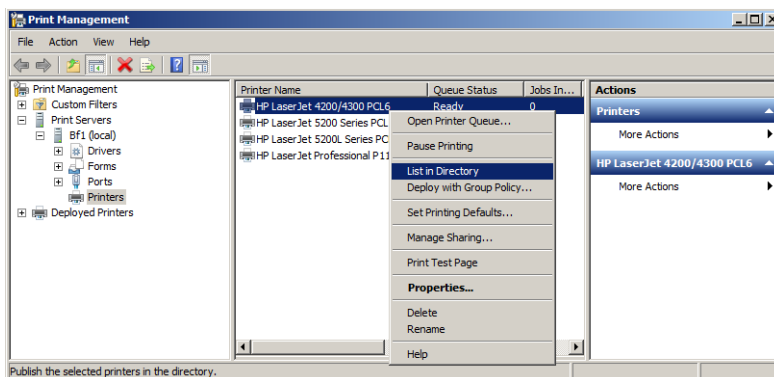 Print Management
File Action View Help
Print Management
Custom Filters
Print Servers
Bf1 (local)
Drivers
Forms
Ports
Printers
Deployed Printers
Printer Name Queue Status Jobs In...
HP LaserJet 4200/4300 PCL6 Ready 0
HP LaserJet 5200 Series PCL
HP LaserJet 5200L Series PC
HP LaserJet Professional P11
Open Printer Queue...
Pause Printing
List in Directory
Deploy with Group Policy...
Set Printing Defaults...
Manage Sharing...
Print Test Page
Properties...
Delete
Rename
Help
Actions
Printers
More Actions
HP LaserJet 4200/4300 PCL6
More Actions
Publish the selected printers in the directory.